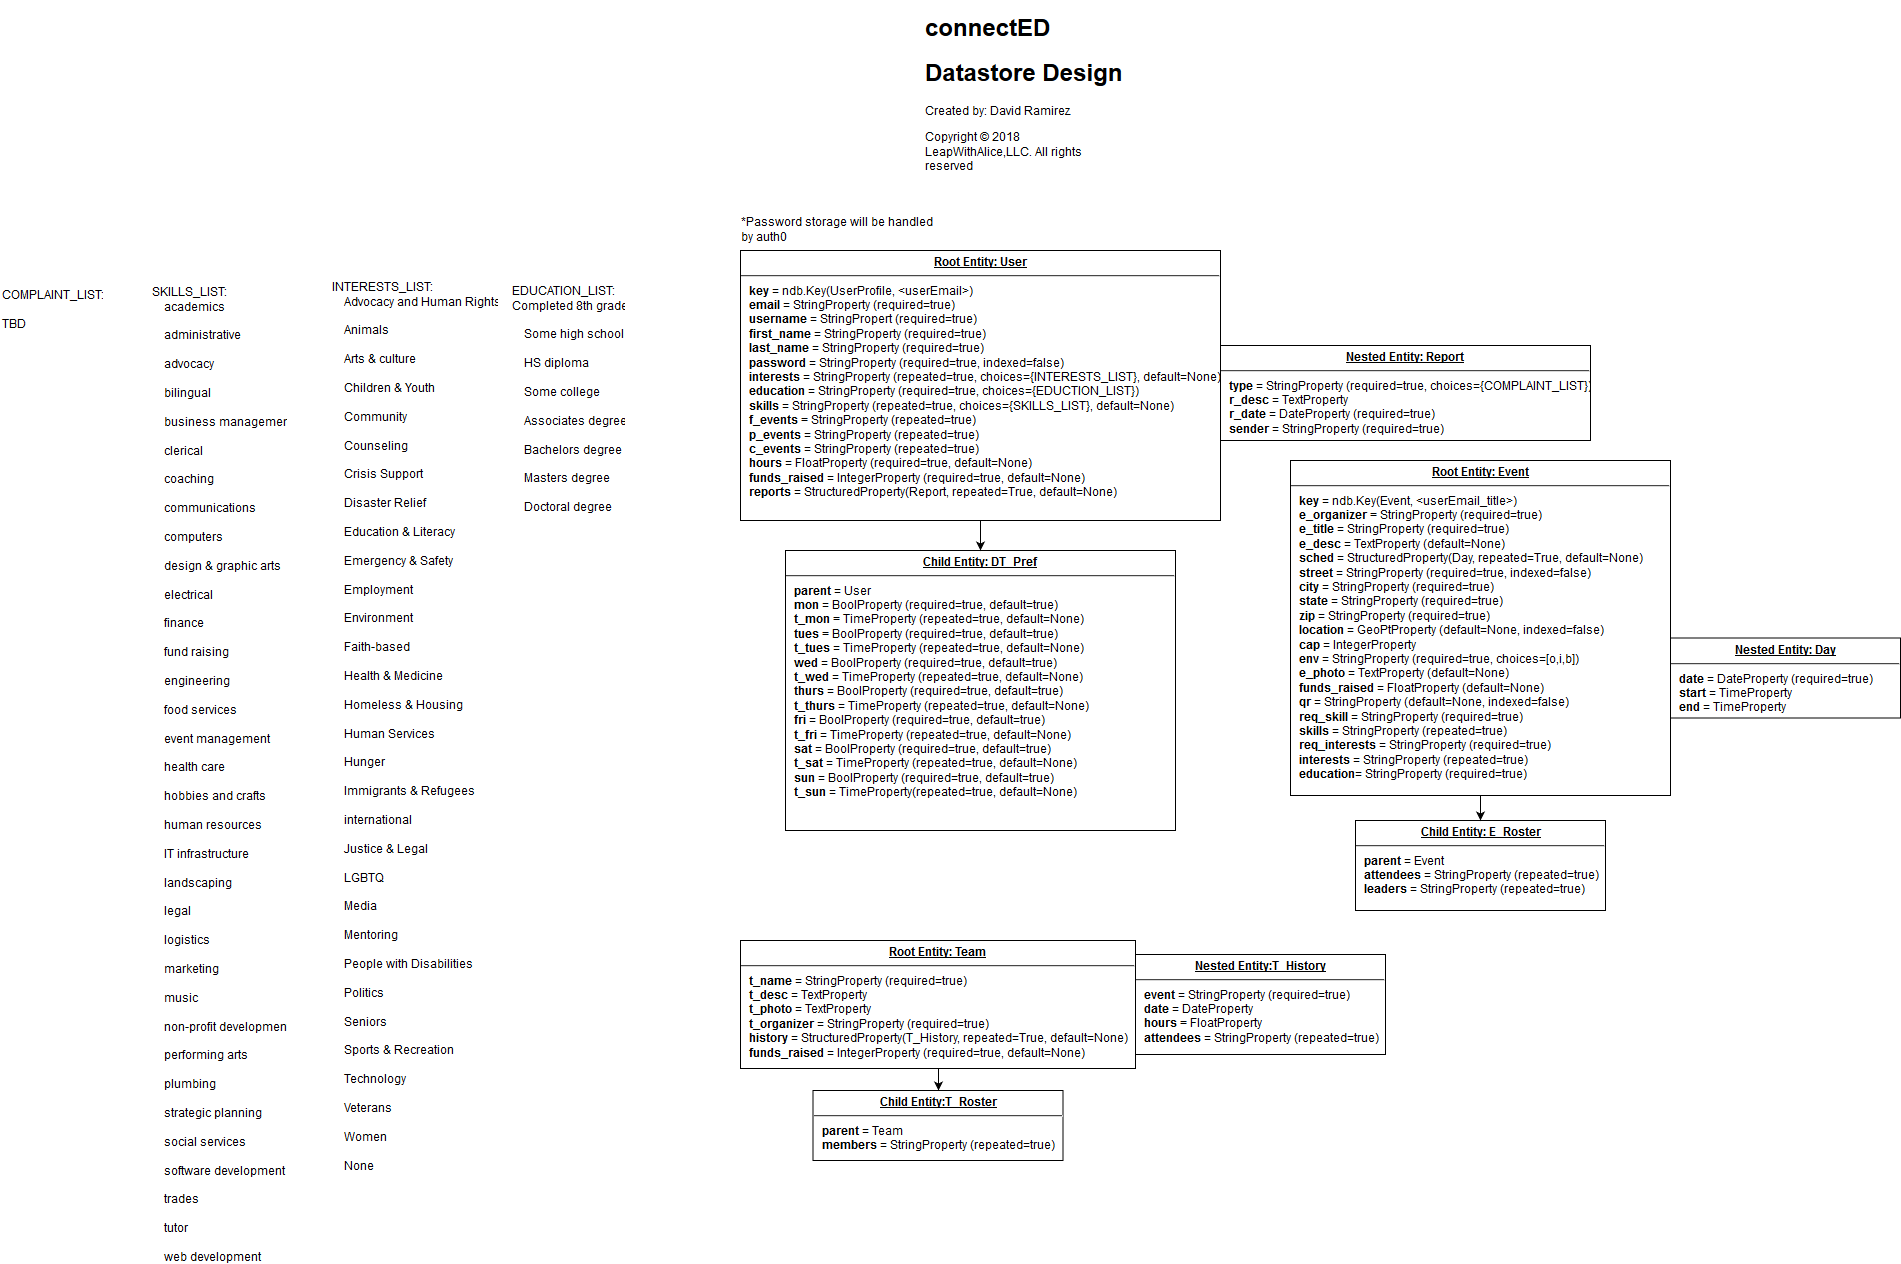 connectED
Datastore Design
Created by: David Ramirez
Copyright © 2018
LeapWithAlice,LLC. All rights
reserved
COMPLAINT_LIST:
TBD
SKILLS_LIST:
academics
administrative
advocacy
bilingual
business managemer
clerical
coaching
communications
computers
design & graphic arts
electrical
finance
fund raising
engineering
food services
event management
health care
hobbies and crafts
human resources
IT infrastructure
landscaping
legal
logistics
marketing
music
non-profit developmen
performing arts
plumbing
strategic planning
social services
software development
trades
tutor
web development
INTERESTS_LIST:
Advocacy and Human Rights
Animals
Arts & culture
Children & Youth
Community
Counseling
Crisis Support
Disaster Relief
Education & Literacy
Emergency & Safety
Employment
Environment
Faith-based
Health & Medicine
Homeless & Housing
Human Services
Hunger
Immigrants & Refugees
international
Justice & Legal
LGBTQ
Media
Mentoring
People with Disabilities
Politics
Seniors
Sports & Recreation
Technology
Veterans
Women
None
EDUCATION_LIST:
Completed 8th grade
Some high school
HS diploma
Some college
Associates degree
Bachelors degree
Masters degree
Doctoral degree
*Password storage will be handled
by auth0
Root Entity: User
key = ndb.Key(UserProfile, <userEmail>)
email = StringProperty (required=true)
username = StringPropert (required=true)
first_name = StringProperty (required=true)
last_name = StringProperty (required=true)
password = StringProperty (required=true, indexed=false)
interests = StringProperty (repeated=true, choices={INTERESTS_LIST}, default=None)
education = StringProperty (required=true, choices={EDUCTION_LIST})
skills = StringProperty (repeated=true, choices={SKILLS_LIST}, default=None)
f_events = StringProperty (repeated=true)
p_events = StringProperty (repeated=true)
c_events = StringProperty (repeated=true)
hours = FloatProperty (required=true, default=None)
funds_raised = IntegerProperty (required=true, default=None)
reports = StructuredProperty(Report, repeated=True, default=None)
Nested Entity: Report
type = StringProperty (required=true, choices={COMPLAINT_LIST})
r_desc = TextProperty
r_date = DateProperty (required=true)
sender = StringProperty (required=true)
Child Entity: DT_Pref
parent = User
mon = BoolProperty (required=true, default=true)
t_mon = TimeProperty (repeated=true, default=None)
tues = BoolProperty (required=true, default=true)
t_tues = TimeProperty (repeated=true, default=None)
wed = BoolProperty (required=true, default=true)
t_wed = TimeProperty (repeated=true, default=None)
thurs = BoolProperty (required=true, default=true)
t_thurs = TimeProperty (repeated=true, default=None)
fri = BoolProperty (required=true, default=true)
t_fri = TimeProperty (repeated=true, default=None)
sat = BoolProperty (required=true, default=true)
t_sat = TimeProperty (repeated=true, default=None)
sun = BoolProperty (required=true, default=true)
t_sun = TimeProperty(repeated=true, default=None)
Root Entity: Event
key = ndb.Key(Event, <userEmail_title>)
e_organizer = StringProperty (required=true)
e_title = StringProperty (required=true)
e_desc = TextProperty (default=None)
sched = StructuredProperty(Day, repeated=True, default=None)
street = StringProperty (required=true, indexed=false)
city = StringProperty (required=true)
state = StringProperty (required=true)
zip = StringProperty (required=true)
location = GeoPtProperty (default=None, indexed=false)
cap = IntegerProperty
env = StringProperty (required=true, choices=[o,i,b])
e_photo = TextProperty (default=None)
funds_raised = FloatProperty (default=None)
qr = StringProperty (default=None, indexed=false)
req_skill = StringProperty (required=true)
skills = StringProperty (repeated=true)
req_interests = StringProperty (required=true)
interests = StringProperty (repeated=true)
education= StringProperty (required=true)
Nested Entity: Day
date = DateProperty (required=true)
start = TimeProperty
end = TimeProperty
Child Entity: E_Roster
parent = Event
attendees = StringProperty (repeated=true)
leaders = StringProperty (repeated=true)
Root Entity: Team
t_name = StringProperty (required=true)
t_desc = TextProperty
t_photo = TextProperty
t_organizer = StringProperty (required=true)
history = StructuredProperty(T_History, repeated=True, default=None)
funds_raised = IntegerProperty (required=true, default=None)
Nested Entity:T_History
event = StringProperty (required=true)
date = DateProperty
hours = FloatProperty
attendees = StringProperty (repeated=true)
Child Entity:T_Roster
parent = Team
members = StringProperty (repeated=true)